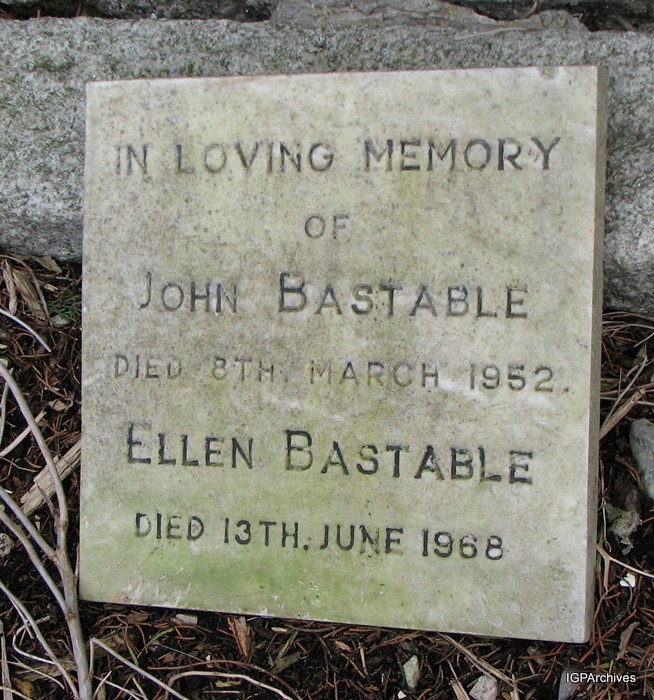 IN LOVING MEMORY
OF
JOHN BASTABLE
DIED 8TH. MARCH 1952.
ELLEN BASTABLE
DIED 13TH. JUNE 1968
IGPArchives